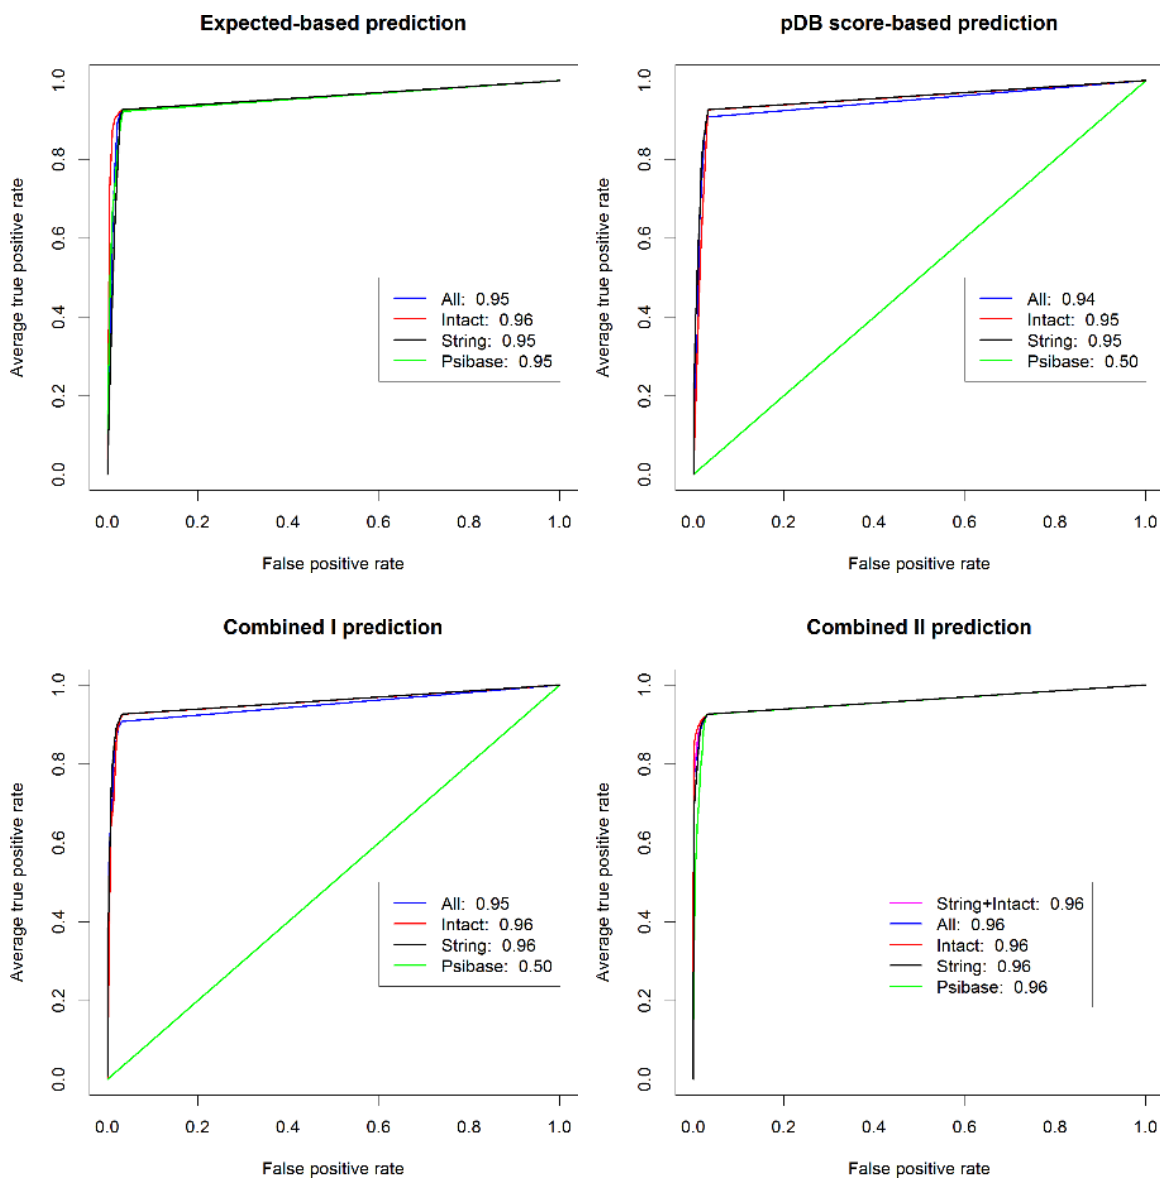 Expected-based prediction
1.0
0.8
0.6
0.4
0.2
0.0
Average true positive rate
All: 0.95
Intact: 0.96
String: 0.95
Psibase: 0.95
0.0 0.2 0.4 0.6 0.8 1.0
False positive rate
pDB score-based prediction
1.0
0.8
0.6
0.4
0.2
0.0
Average true positive rate
All: 0.94
Intact: 0.95
String: 0.95
Psibase: 0.50
0.0 0.2 0.4 0.6 0.8 1.0
False positive rate
Combined I prediction
1.0
0.8
0.6
0.4
0.2
0.0
Average true positive rate
All: 0.95
Intact: 0.96
String: 0.96
Psibase: 0.50
0.0 0.2 0.4 0.6 0.8 1.0
False positive rate
Combined II prediction
1.0
0.8
0.6
0.4
0.2
0.0
Average true positive rate
String+Intact: 0.96
All: 0.96
Intact: 0.96
String: 0.96
Psibase: 0.96
0.0 0.2 0.4 0.6 0.8 1.0
False positive rate